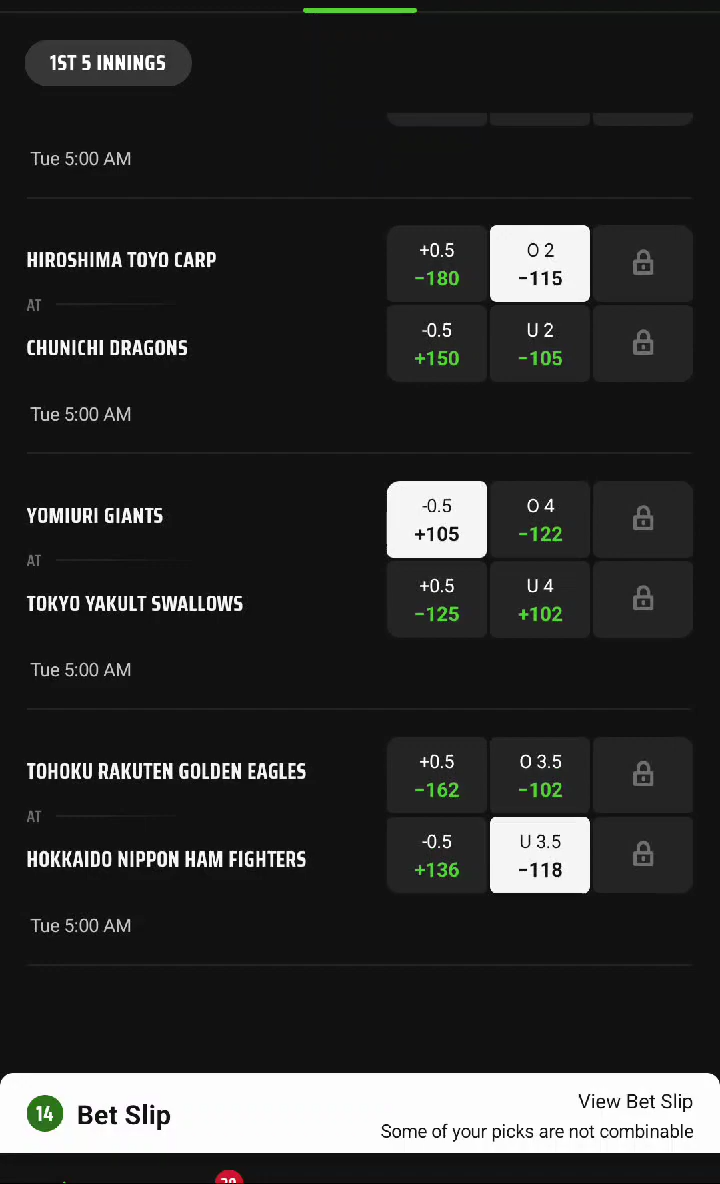 1ST 5 INNINGS
Tue 5:00 AM
HIROSHIMA TOYO CARP
+0.5
−180
O 2
−115
AT
CHUNICHI DRAGONS
-0.5
+150
U 2
−105
Tue 5:00 AM
YOMIURI GIANTS
-0.5
+105
O 4
−122
AT
TOKYO YAKULT SWALLOWS
+0.5
−125
U 4
+102
Tue 5:00 AM
TOHOKU RAKUTEN GOLDEN EAGLES
+0.5
−162
O 3.5
−102
AT
HOKKAIDO NIPPON HAM FIGHTERS
-0.5
+136
U 3.5
−118
Tue 5:00 AM
14 Bet Slip
View Bet Slip
Some of your picks are not combinable